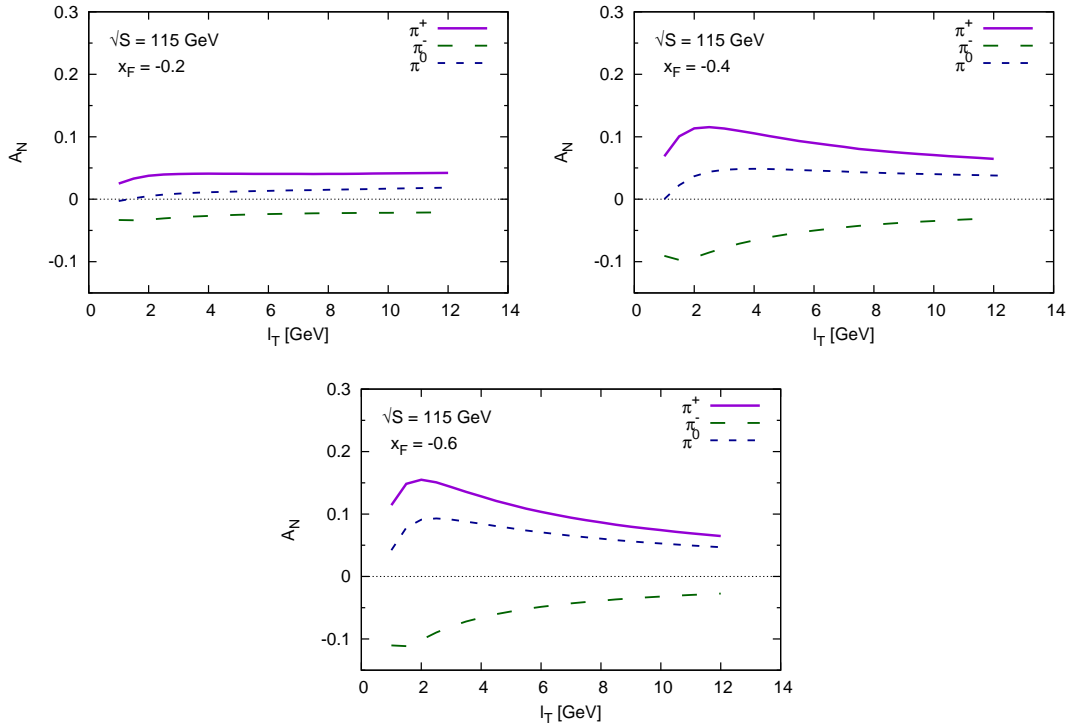 0.3
0.2
0.1
0
-0.1
A_N
√S = 115 GeV
x_F = -0.2
π^+
π^-
π^0
0 2 4 6 8 10 12 14
l_T [GeV]
0.3
0.2
0.1
0
-0.1
A_N
√S = 115 GeV
x_F = -0.4
π^+
π^-
π^0
0 2 4 6 8 10 12 14
l_T [GeV]
0.3
0.2
0.1
0
-0.1
A_N
√S = 115 GeV
x_F = -0.6
π^+
π^-
π^0
0 2 4 6 8 10 12 14
l_T [GeV]